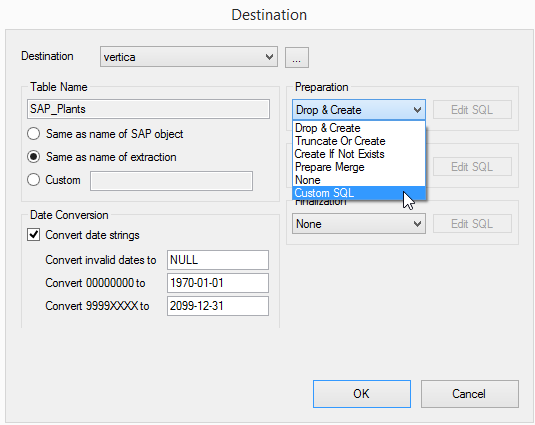 Destination
Destination vertica ...
Table Name
SAP_Plants
Same as name of SAP object
Same as name of extraction
Custom
Date Conversion
Convert date strings
Convert invalid dates to NULL
Convert 00000000 to 1970-01-01
Convert 9999XXXX to 2099-12-31
Preparation
Drop & Create Edit SQL
Drop & Create
Truncate Or Create
Create If Not Exists
Prepare Merge
None
Custom SQL
Edit SQL
Finalization
None Edit SQL
OK Cancel